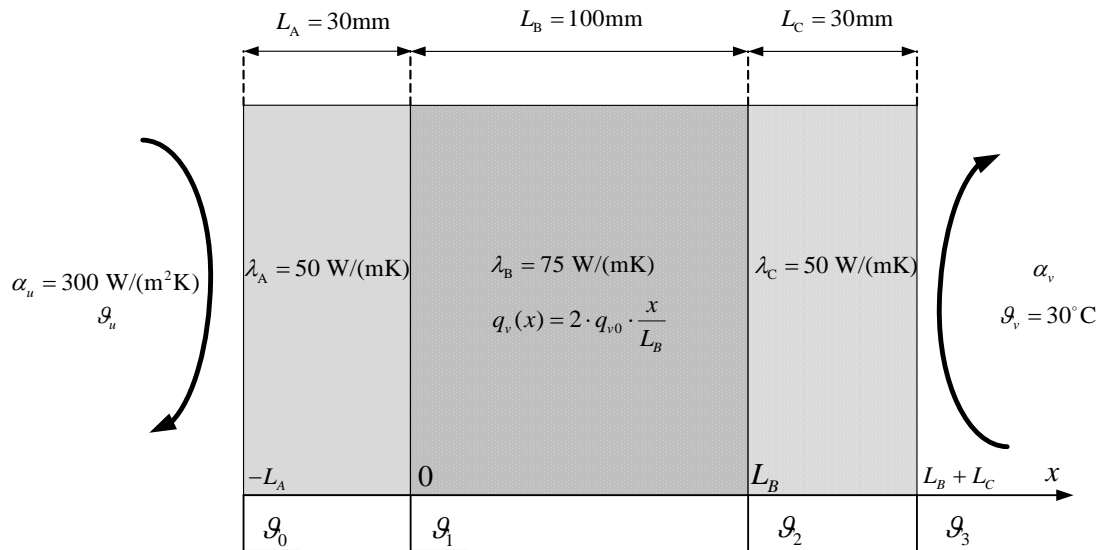 L_A = 30mm
L_B = 100mm
L_C = 30mm
λ_A = 50 W/(mK)
λ_B = 75 W/(mK)
λ_C = 50 W/(mK)
α_u = 300 W/(m²K)
ϑ_u
q_v(x) = 2 · q_v0 · x/L_B
α_v
ϑ_v = 30°C
−L_A
0
L_B
L_B + L_C
x
ϑ_0
ϑ_1
ϑ_2
ϑ_3